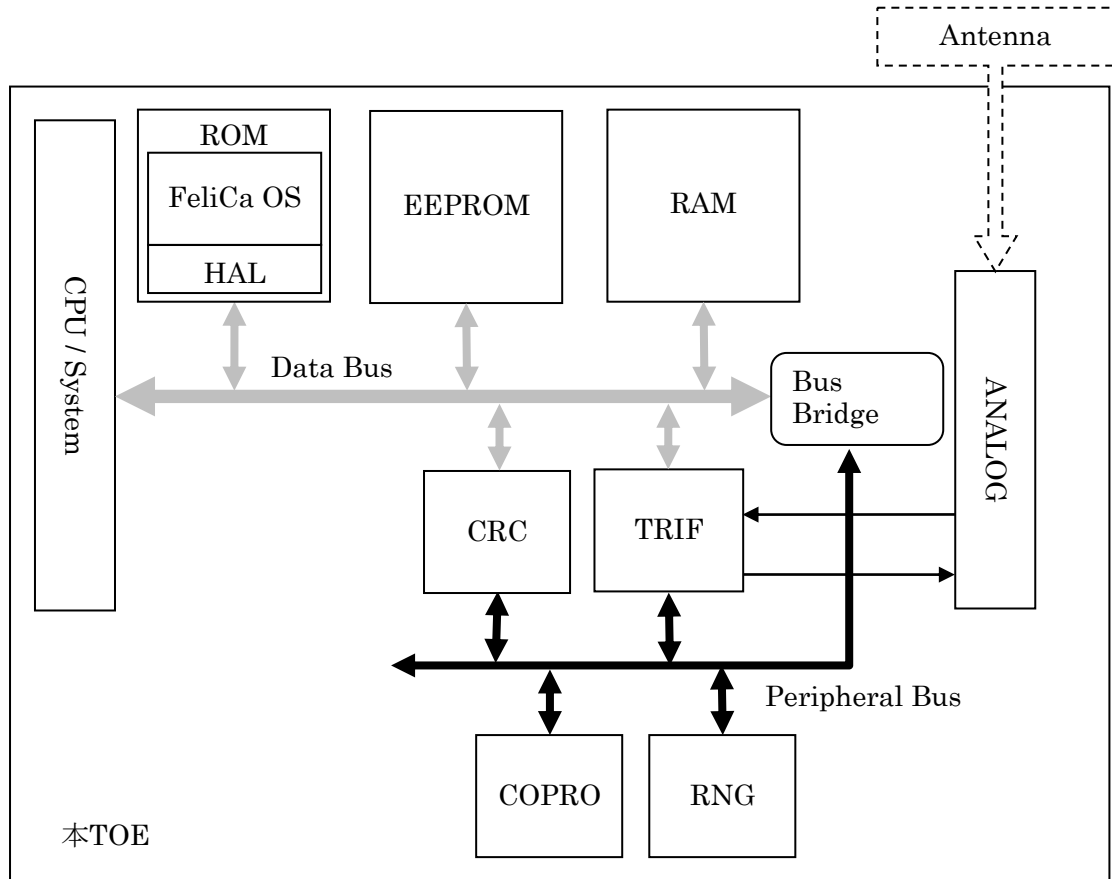 Antenna
ROM
FeliCa OS
HAL
EEPROM
RAM
CPU / System
Data Bus
Bus
Bridge
ANALOG
CRC
TRIF
Peripheral Bus
COPRO
RNG
本TOE